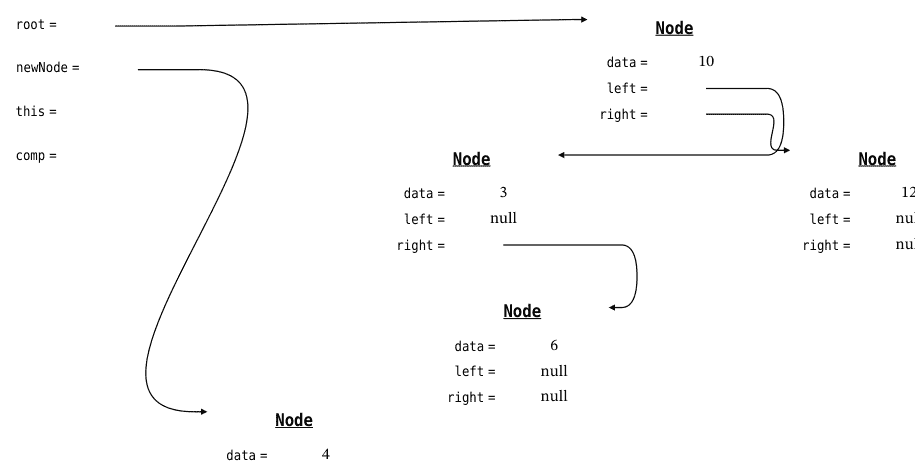 root =
newNode =
this =
comp =
Node
data = 10
left =
right =
Node
data = 3
left = null
right =
Node
data = 12
left =
right =
Node
data = 6
left = null
right = null
Node
data = 4